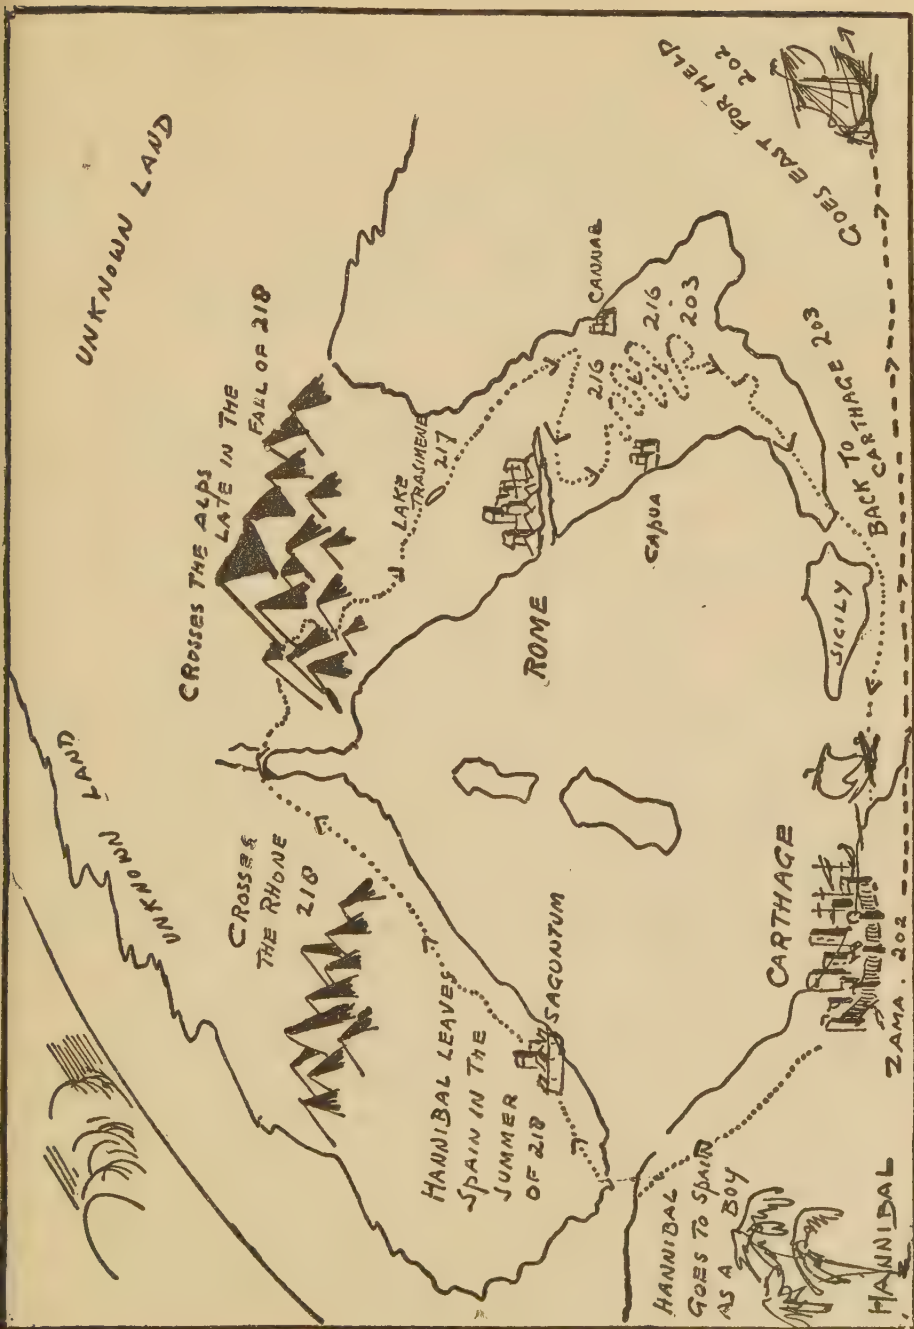 UNKNOWN LAND
UNKNOWN LAND
CROSSES THE ALPS
LATE IN THE
FALL OF 218
CROSSES
THE RHONE
218
LAKE
TRASIMENE
217
HANNIBAL LEAVES
SPAIN IN THE
SUMMER
OF 218
SAGUNTUM
ROME
CANNAE
216
216
203
CAPUA
GOES EAST FOR HELP
202
HANNIBAL
GOES TO SPAIN
AS A BOY
CARTHAGE
SICILY
BACK TO
CARTHAGE 203
HANNIBAL
ZAMA. 202